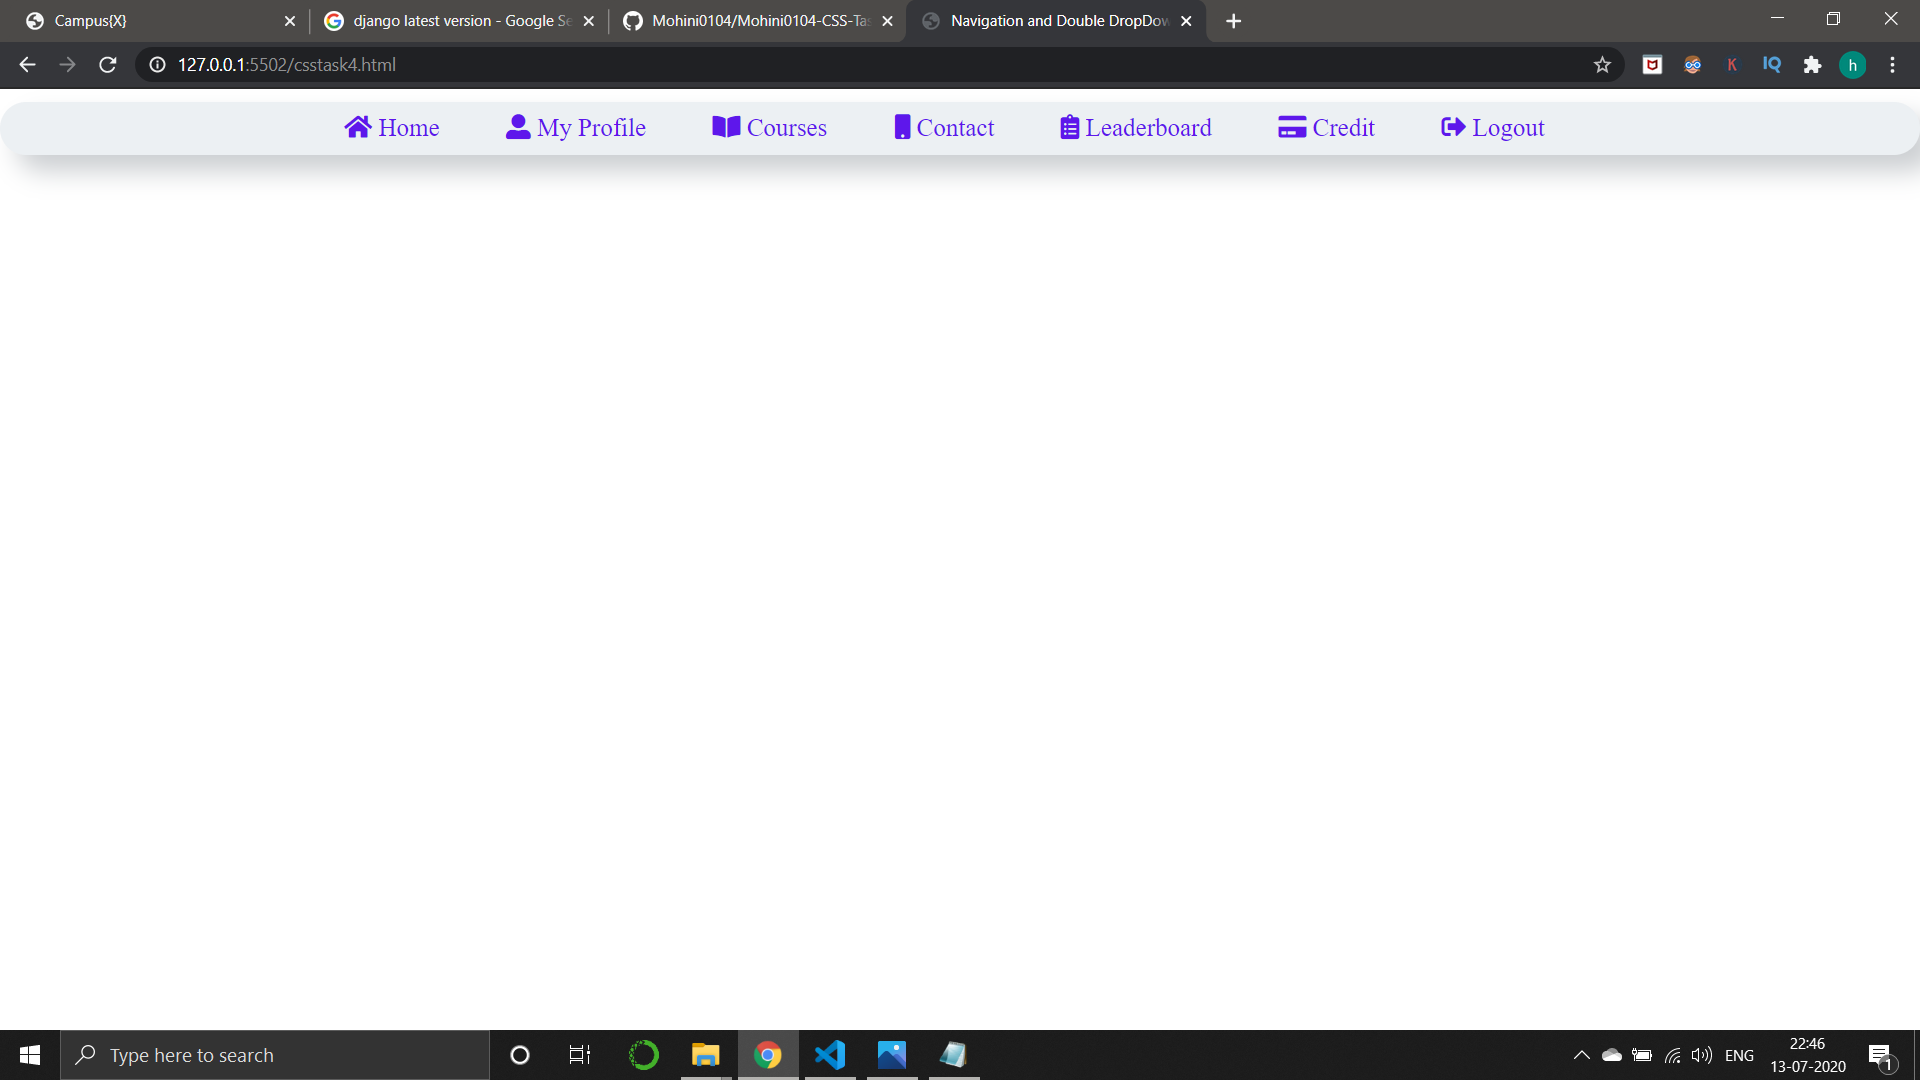 Campus{X}
django latest version - Google Se
Mohini0104/Mohini0104-CSS-Tas
Navigation and Double DropDow
127.0.0.1:5502/csstask4.html
K
IQ
h
Home
My Profile
Courses
Contact
Leaderboard
Credit
Logout
Type here to search
ENG
22:46
13-07-2020
1